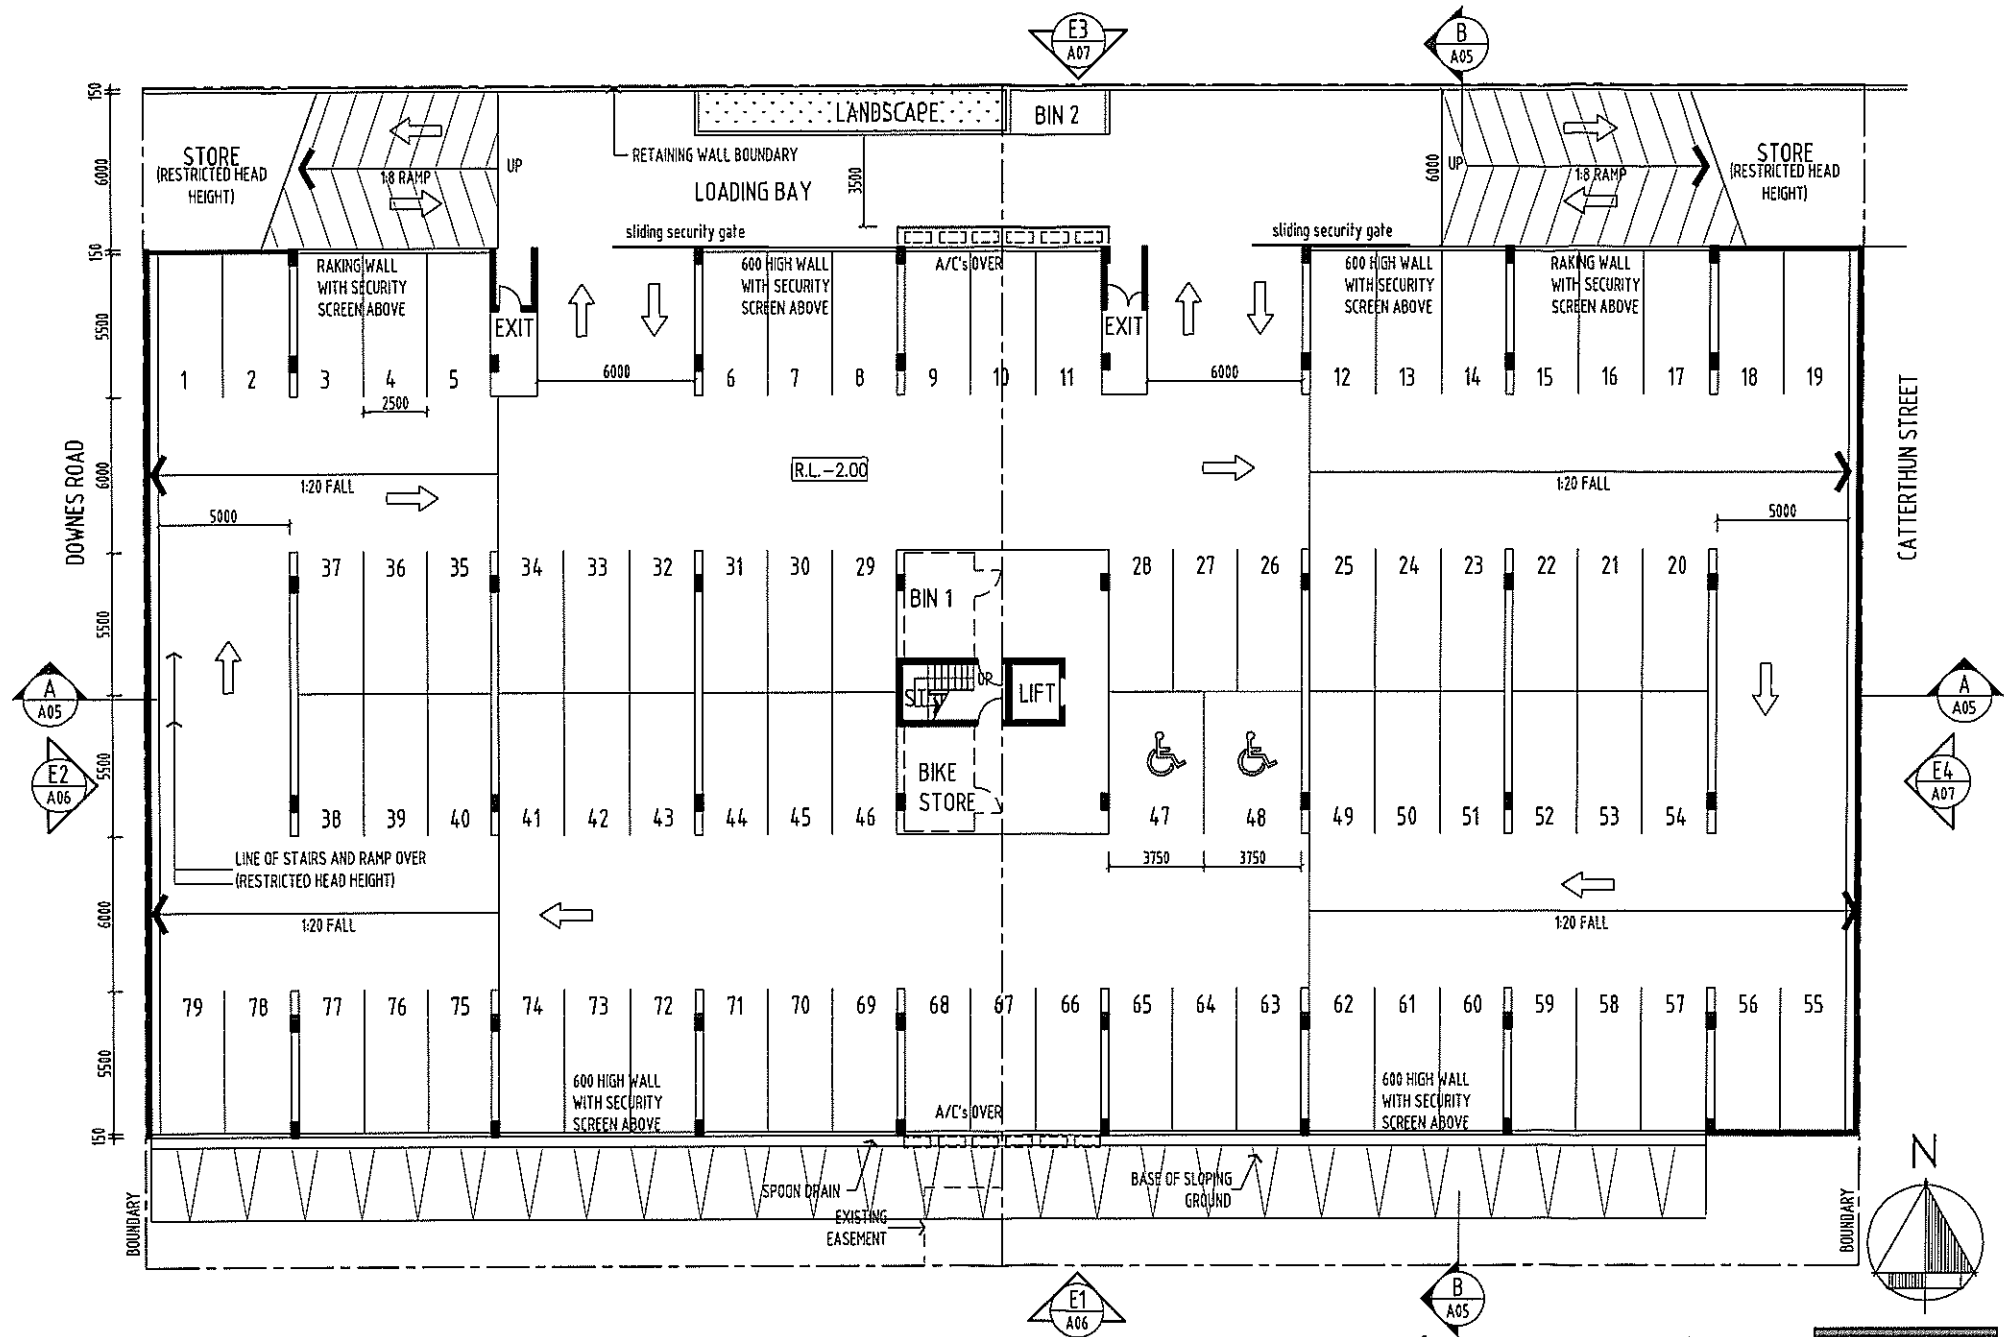 E3
A07
B
A05
150
LANDSCAPE
BIN 2
RETAINING WALL BOUNDARY
STORE
(RESTRICTED HEAD
HEIGHT)
6000
UP
1:8 RAMP
LOADING BAY
3500
6000
UP
1:8 RAMP
STORE
(RESTRICTED HEAD
HEIGHT)
sliding security gate
sliding security gate
150
RAKING WALL
WITH SECURITY
SCREEN ABOVE
600 HIGH WALL
WITH SECURITY
SCREEN ABOVE
A/C's OVER
600 HIGH WALL
WITH SECURITY
SCREEN ABOVE
RAKING WALL
WITH SECURITY
SCREEN ABOVE
5500
EXIT
EXIT
1 2 3 4 5 6000 6 7 8 9 10 11 6000 12 13 14 15 16 17 18 19
2500
DOWNES ROAD
CATTERTHUN STREET
6000
R.L.-2.00
1:20 FALL
1:20 FALL
5000
5000
37 36 35 34 33 32 31 30 29 28 27 26 25 24 23 22 21 20
BIN 1
5500
A
A05
ST
UP
LIFT
A
A05
5500
E2
A06
BIKE
STORE
E4
A07
38 39 40 41 42 43 44 45 46 47 48 49 50 51 52 53 54
3750 3750
LINE OF STAIRS AND RAMP OVER
(RESTRICTED HEAD HEIGHT)
6000
1:20 FALL
1:20 FALL
79 78 77 76 75 74 73 72 71 70 69 68 67 66 65 64 63 62 61 60 59 58 57 56 55
5500
600 HIGH WALL
WITH SECURITY
SCREEN ABOVE
A/C's OVER
600 HIGH WALL
WITH SECURITY
SCREEN ABOVE
150
N
BOUNDARY
SPOON DRAIN
BASE OF SLOPING
GROUND
BOUNDARY
EXISTING
EASEMENT
E1
A06
B
A05